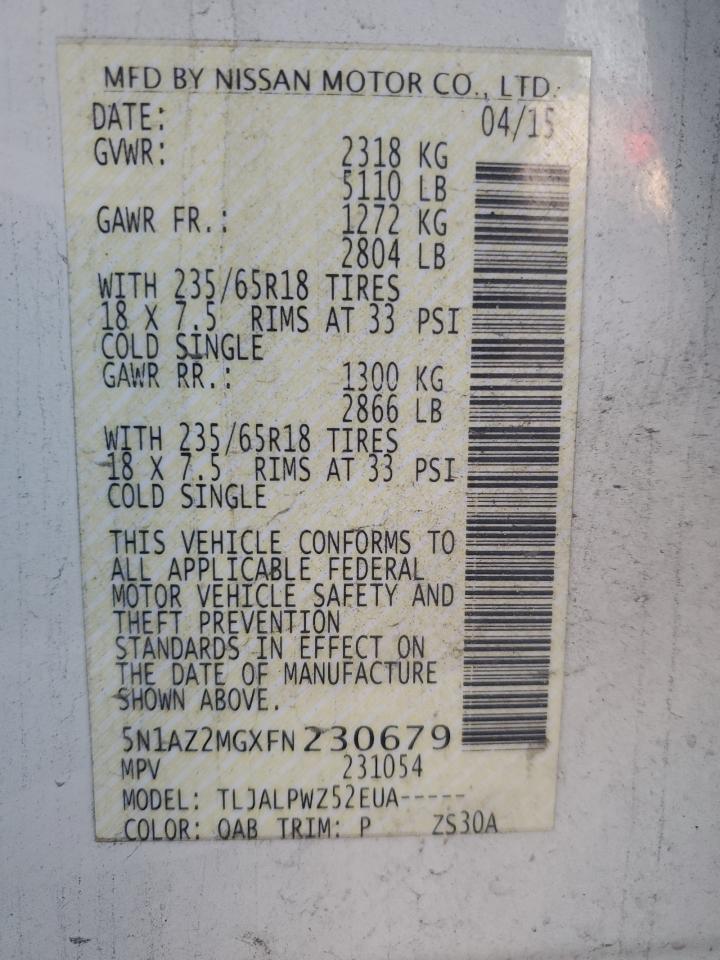 MFD BY NISSAN MOTOR CO., LTD.
DATE: 04/15
GVWR: 2318 KG
5110 LB
GAWR FR.: 1272 KG
2804 LB
WITH 235/65R18 TIRES
18 X 7.5 RIMS AT 33 PSI
COLD SINGLE
GAWR RR.: 1300 KG
2866 LB
WITH 235/65R18 TIRES
18 X 7.5 RIMS AT 33 PSI
COLD SINGLE
THIS VEHICLE CONFORMS TO
ALL APPLICABLE FEDERAL
MOTOR VEHICLE SAFETY AND
THEFT PREVENTION
STANDARDS IN EFFECT ON
THE DATE OF MANUFACTURE
SHOWN ABOVE.
5N1AZ2MGXFN230679
MPV 231054
MODEL: TLJALPWZ52EUA-----
COLOR: QAB TRIM: P ZS30A